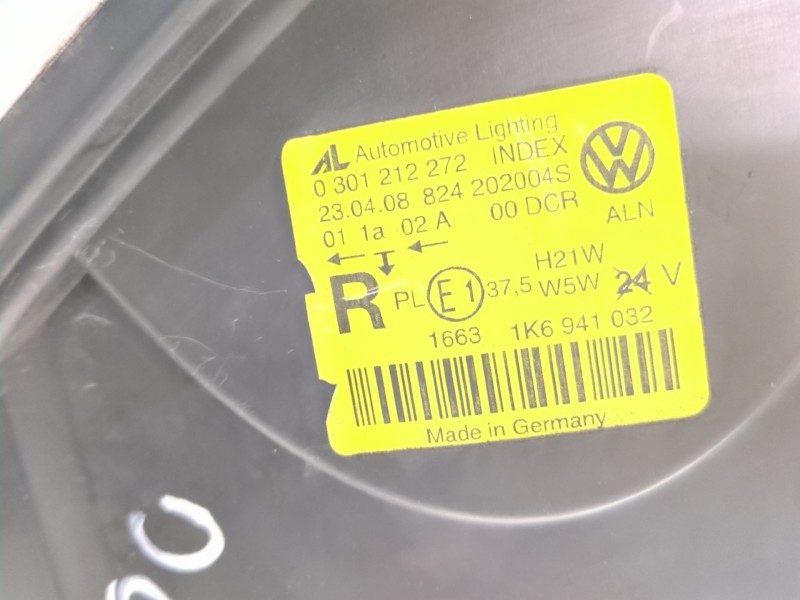 AL Automotive Lighting
0 301 212 272 INDEX
23.04.08 824 202004S
01 1a 02 A 00 DCR
VW
ALN
R PL E1 37,5
H21W
W5W 24 V
1663 1K6 941 032
Made in Germany